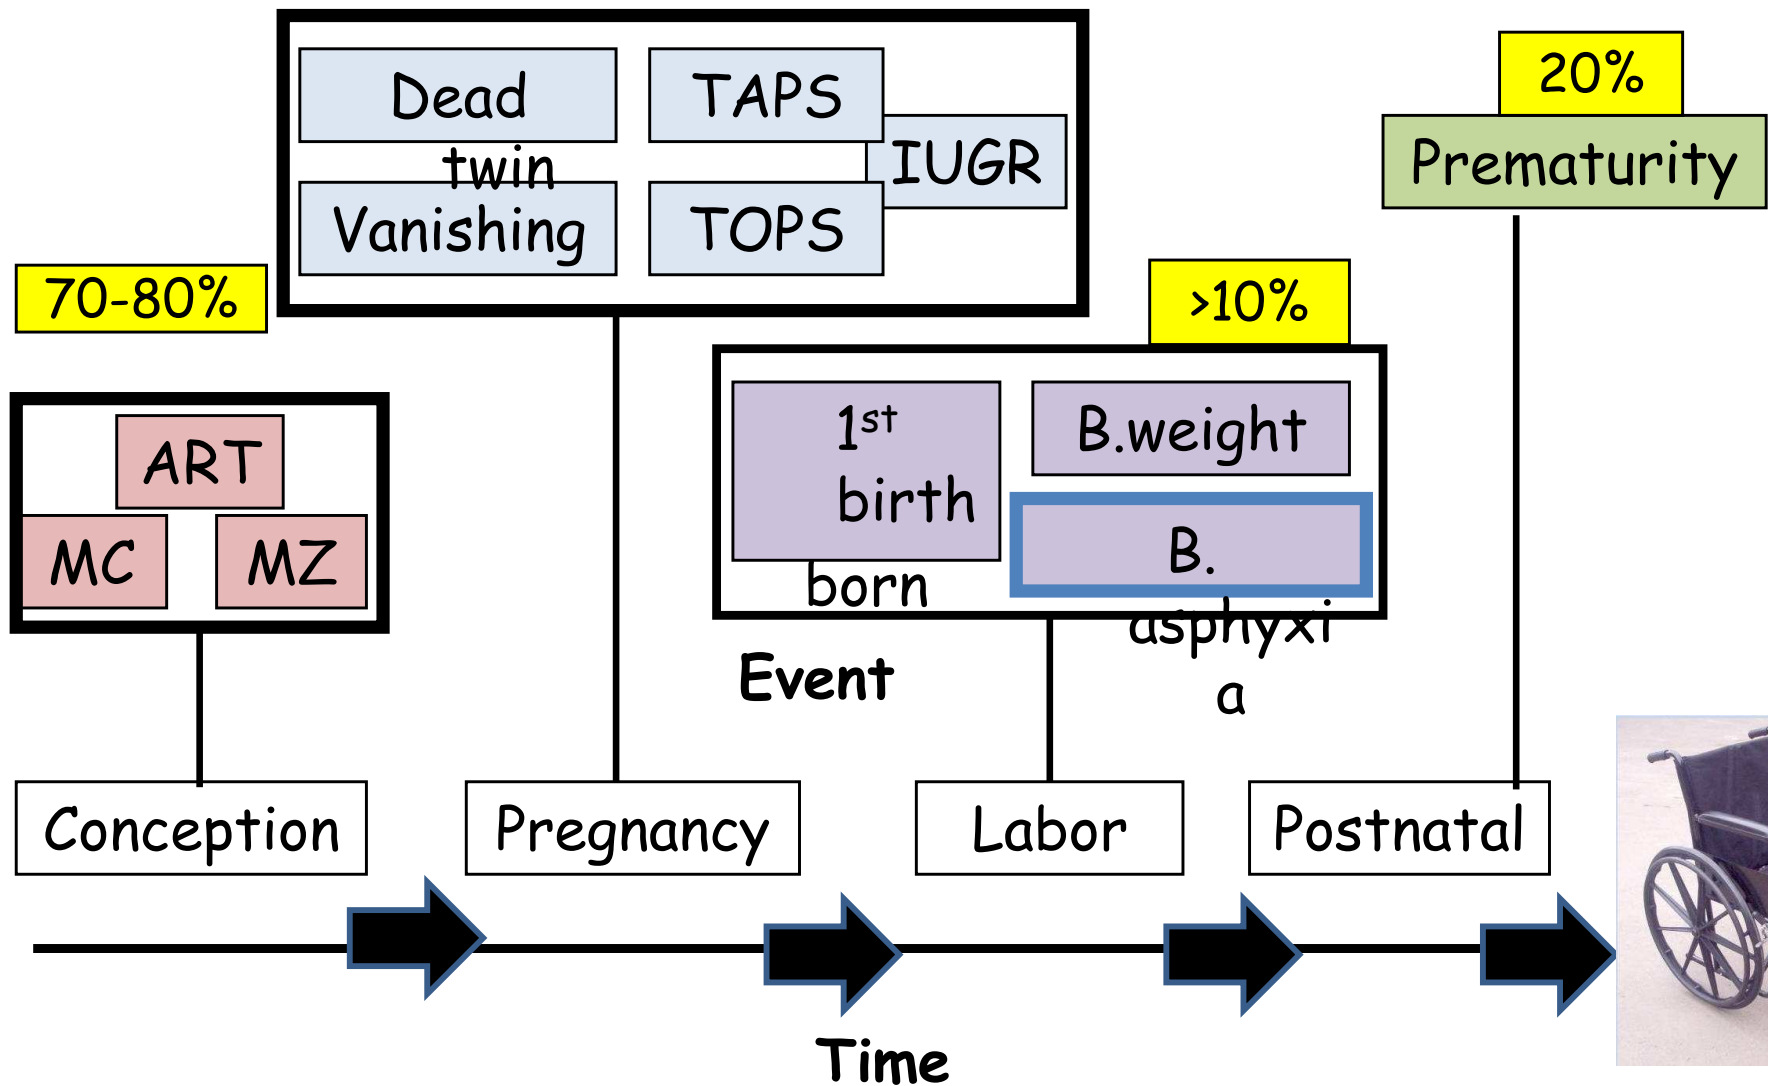 Dead
twin
Vanishing
TAPS
TOPS
IUGR
20%
Prematurity
70-80%
>10%
ART
MC
MZ
1st
birth
born
B.weight
B.
asphyxi
a
Event
Conception
Pregnancy
Labor
Postnatal
Time